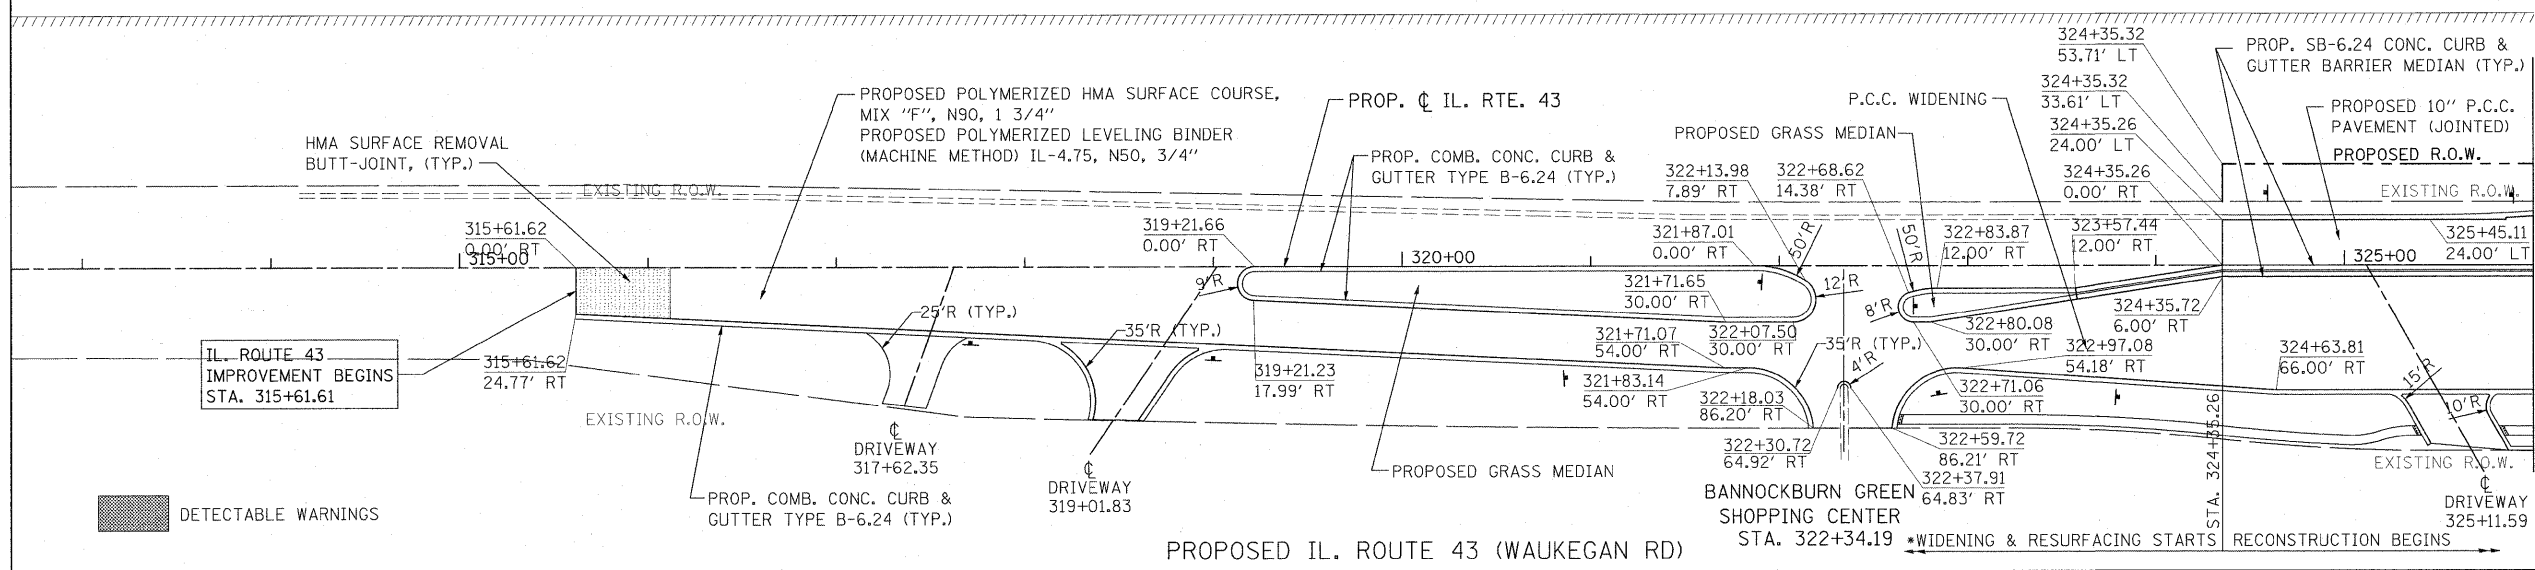 324+35.32
53.71' LT
PROP. SB-6.24 CONC. CURB &
GUTTER BARRIER MEDIAN (TYP.)
324+35.32
33.61' LT
PROPOSED POLYMERIZED HMA SURFACE COURSE,
MIX "F", N90, 1 3/4"
PROPOSED POLYMERIZED LEVELING BINDER
(MACHINE METHOD) IL-4.75, N50, 3/4"
PROP. ℄ IL. RTE. 43
P.C.C. WIDENING
PROPOSED 10" P.C.C.
PAVEMENT (JOINTED)
324+35.26
24.00' LT
PROPOSED GRASS MEDIAN
HMA SURFACE REMOVAL
BUTT-JOINT, (TYP.)
PROP. COMB. CONC. CURB &
GUTTER TYPE B-6.24 (TYP.)
PROPOSED R.O.W.
322+13.98
7.89' RT
322+68.62
14.38' RT
324+35.26
0.00' RT
EXISTING R.O.W.
EXISTING R.O.W.
315+61.62
0.00' RT
315+00
319+21.66
0.00' RT
320+00
321+87.01
0.00' RT
50'R
50'R
322+83.87
12.00' RT
323+57.44
12.00' RT
325+00
325+45.11
24.00' LT
9'R
321+71.65
30.00' RT
12'R
8'R
324+35.72
6.00' RT
25'R (TYP.)
35'R (TYP.)
321+71.07
54.00' RT
322+07.50
30.00' RT
35'R (TYP.)
322+80.08
30.00' RT
322+97.08
54.18' RT
324+63.81
66.00' RT
IL. ROUTE 43
IMPROVEMENT BEGINS
STA. 315+61.61
315+61.62
24.77' RT
319+21.23
17.99' RT
321+83.14
54.00' RT
4'R
322+71.06
30.00' RT
15'R
10'R
322+18.03
86.20' RT
EXISTING R.O.W.
℄
DRIVEWAY
317+62.35
℄
DRIVEWAY
319+01.83
PROPOSED GRASS MEDIAN
322+30.72
64.92' RT
322+59.72
86.21' RT
322+37.91
64.83' RT
STA. 324+35.26
EXISTING R.O.W.
℄
DRIVEWAY
325+11.59
DETECTABLE WARNINGS
PROP. COMB. CONC. CURB &
GUTTER TYPE B-6.24 (TYP.)
BANNOCKBURN GREEN
SHOPPING CENTER
STA. 322+34.19
PROPOSED IL. ROUTE 43 (WAUKEGAN RD)
*WIDENING & RESURFACING STARTS
RECONSTRUCTION BEGINS